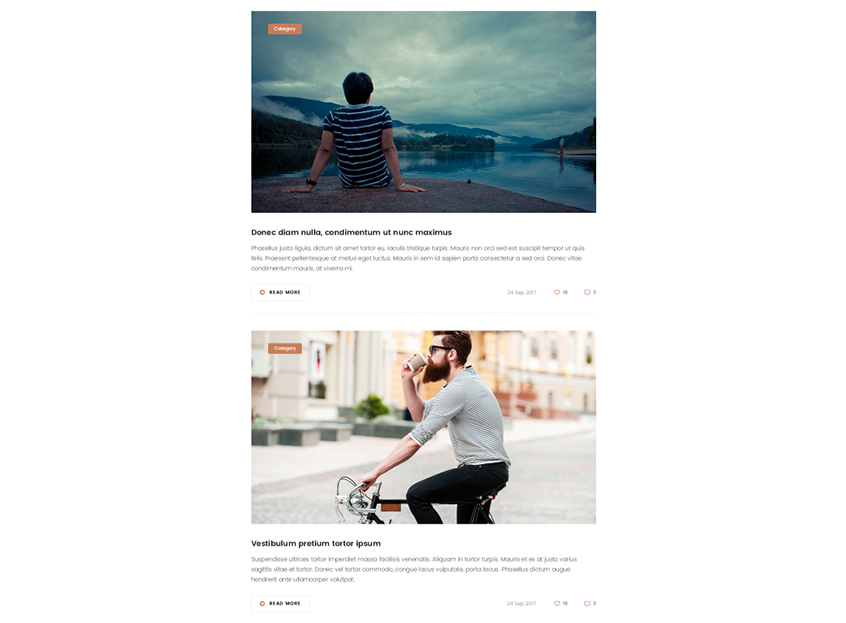 Category
Donec diam nulla, condimentum ut nunc maximus
Phasellus justo ligula, dictum sit amet tortor eu, iaculis tristique turpis. Mauris non orci sed est suscipit tempor ut quis
felis. Praesent pellentesque at metus eget luctus. Mauris in sem id sapien porta consectetur a sed orci. Donec vitae
condimentum mauris, at viverra mi.
READ MORE 24 Sep 2017 18 3
Category
Vestibulum pretium tortor ipsum
Suspendisse ultrices tortor imperdiet massa facilisis venenatis. Aliquam in tortor turpis. Mauris et ex at justo varius
sagittis vitae et tortor. Donec vel tortor commodo, congue lacus vulputate, porta lacus. Phasellus dictum augue
hendrerit ante ullamcorper volutpat.
READ MORE 24 Sep 2017 18 3